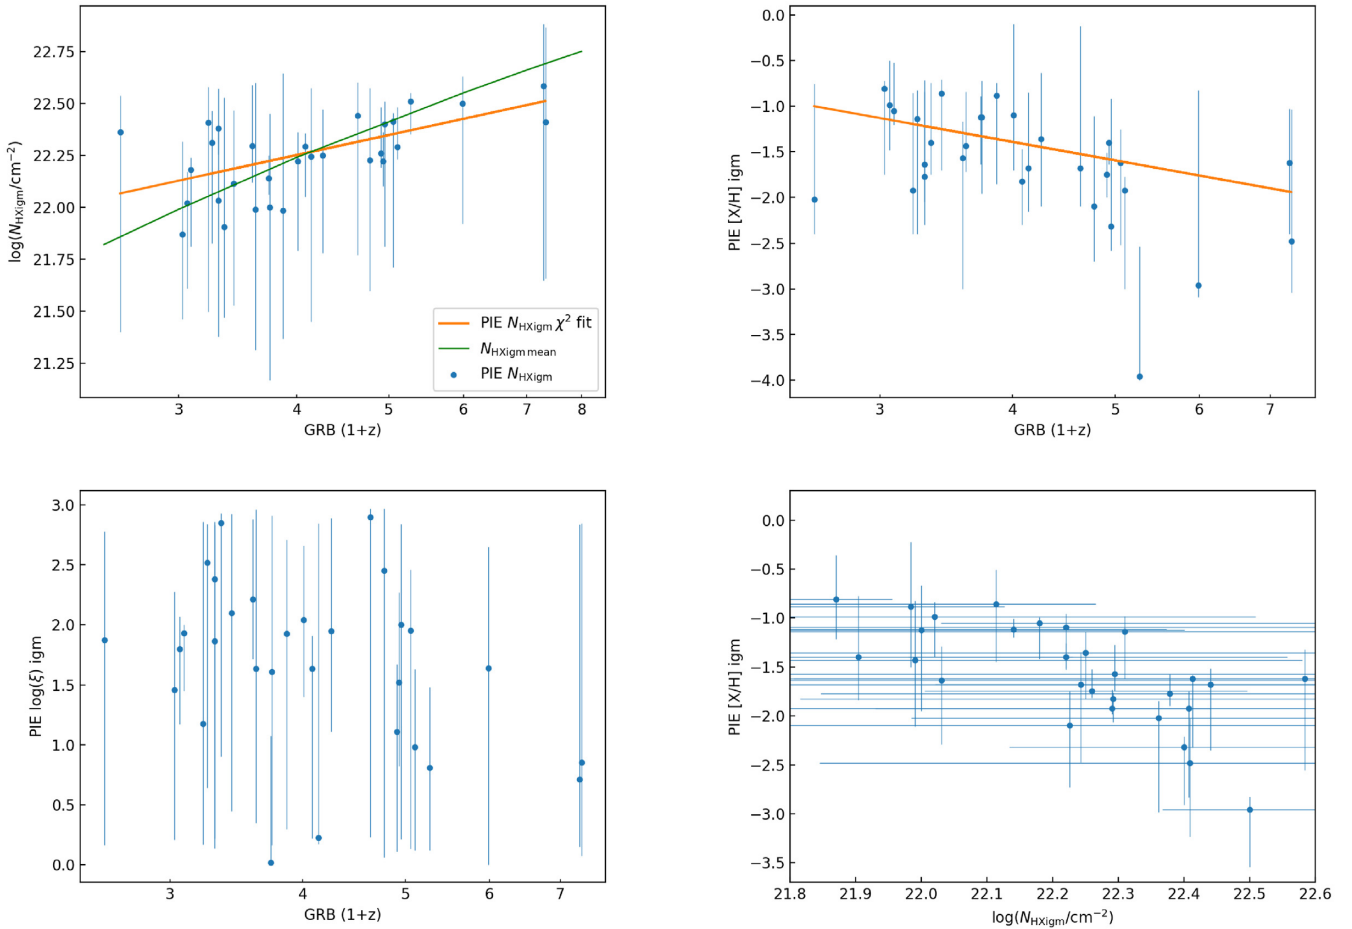 22.75
22.50
22.25
22.00
21.75
21.50
21.25
log(N_HXigm/cm⁻²)
PIE N_HXigm χ² fit
N_HXigm mean
PIE N_HXigm
3 4 5 6 7 8
GRB (1+z)
0.0
−0.5
−1.0
−1.5
−2.0
−2.5
−3.0
−3.5
−4.0
PIE [X/H] igm
3 4 5 6 7
GRB (1+z)
3.0
2.5
2.0
1.5
1.0
0.5
0.0
PIE log(ξ) igm
3 4 5 6 7
GRB (1+z)
0.0
−0.5
−1.0
−1.5
−2.0
−2.5
−3.0
−3.5
PIE [X/H] igm
21.8 21.9 22.0 22.1 22.2 22.3 22.4 22.5 22.6
log(N_HXigm/cm⁻²)